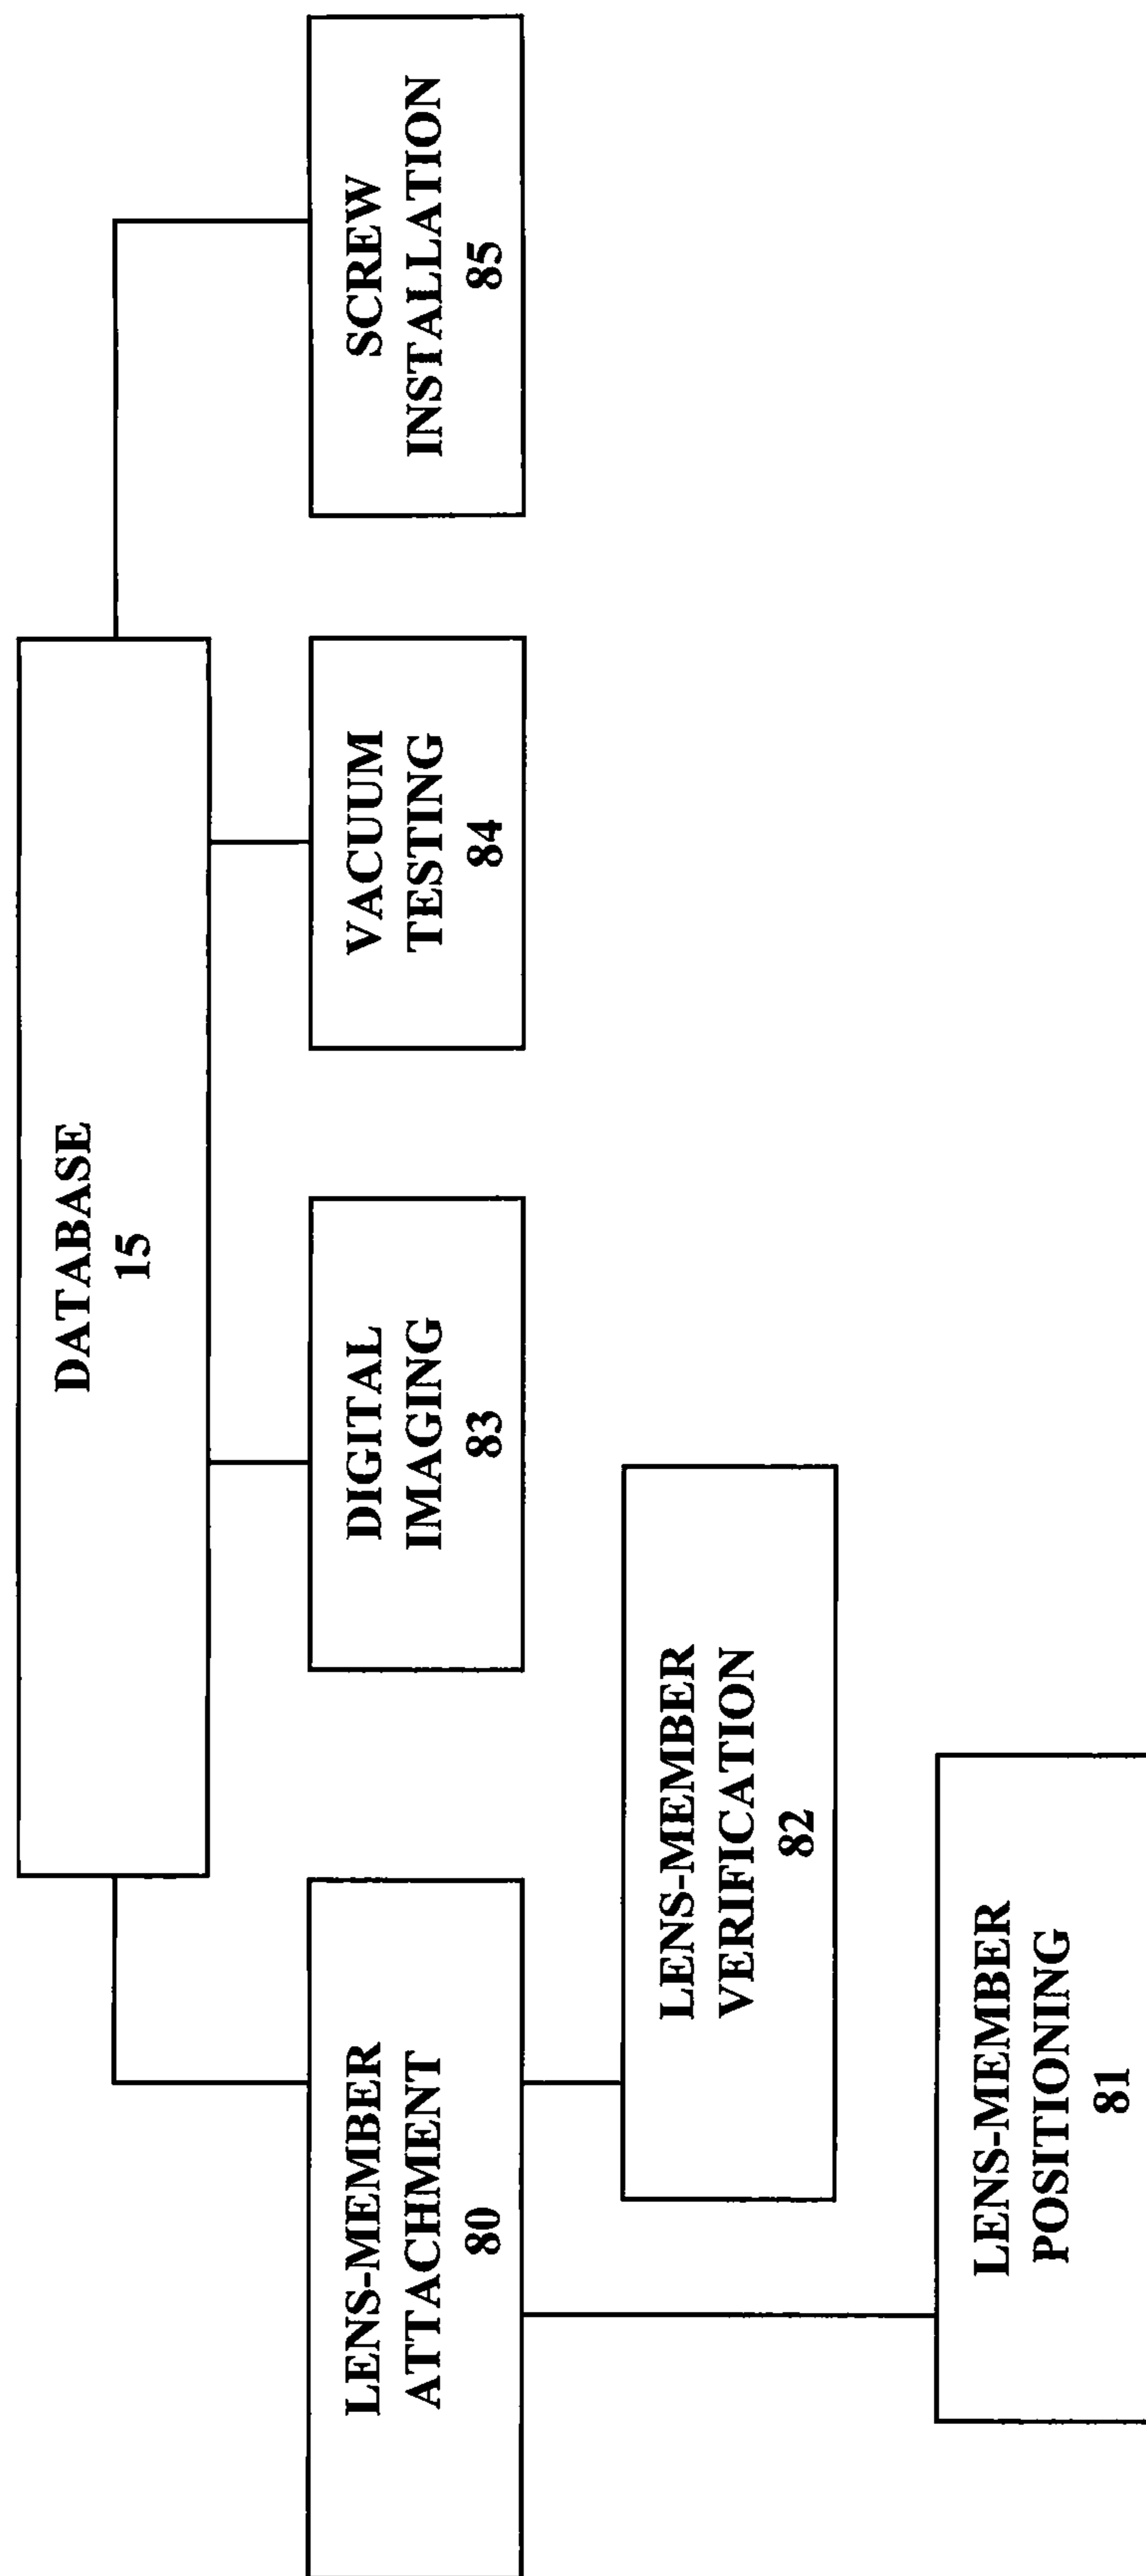 DATABASE
15
LENS-MEMBER
ATTACHMENT
80
DIGITAL
IMAGING
83
VACUUM
TESTING
84
SCREW
INSTALLATION
85
LENS-MEMBER
VERIFICATION
82
LENS-MEMBER
POSITIONING
81